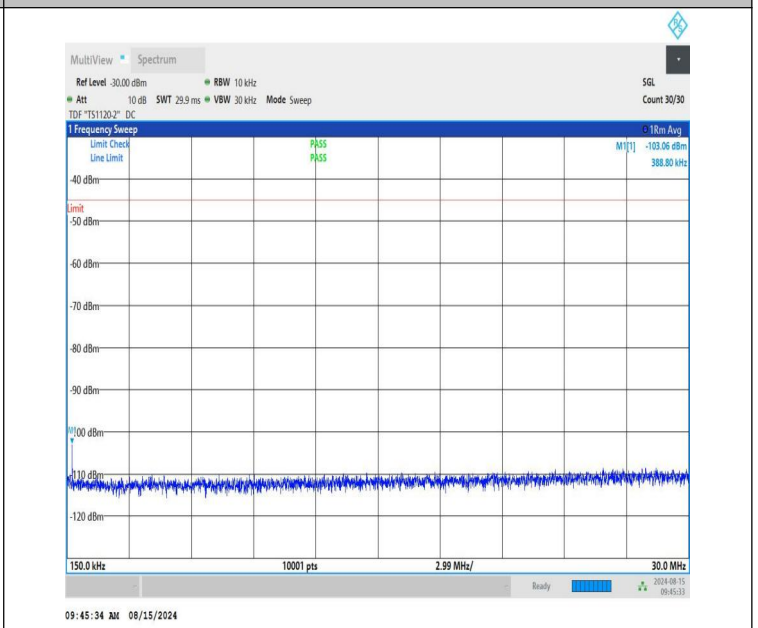 R&S
MultiView Spectrum
Ref Level -30.00 dBm RBW 10 kHz SGL
Att 10 dB SWT 29.9 ms VBW 30 kHz Mode Sweep Count 30/30
TDF "TS1120-2" DC
1 Frequency Sweep 1Rm Avg
Limit Check PASS M1[1] -103.06 dBm
Line Limit PASS 388.80 kHz
-40 dBm
Limit
-50 dBm
-60 dBm
-70 dBm
-80 dBm
-90 dBm
M1
-100 dBm
-110 dBm
-120 dBm
150.0 kHz 10001 pts 2.99 MHz/ 30.0 MHz
Ready 2024-08-15
09:45:33
09:45:34 AM 08/15/2024